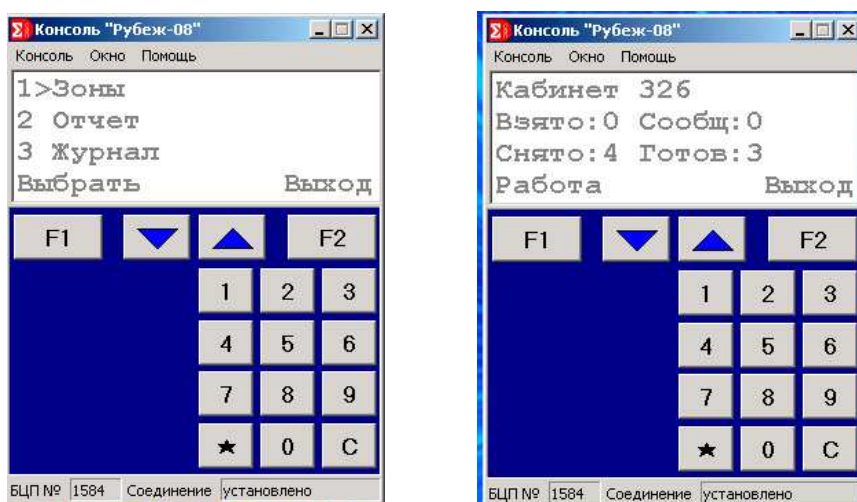 Консоль "Рубеж-08"
Консоль Окно Помощь
1>Зоны
2 Отчет
3 Журнал
Выбрать Выход
F1 F2
1 2 3
4 5 6
7 8 9
★ 0 C
БЦП № 1584 Соединение установлено
Консоль "Рубеж-08"
Консоль Окно Помощь
Кабинет 326
Взято:0 Сообщ:0
Снято:4 Готов:3
Работа Выход
F1 F2
1 2 3
4 5 6
7 8 9
★ 0 C
БЦП № 1584 Соединение установлено